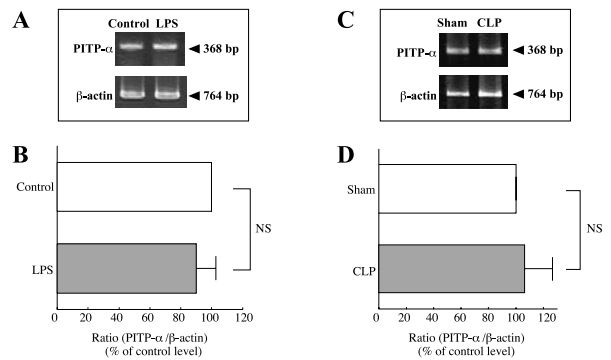 A
Control LPS
PITP-α ◄ 368 bp
β-actin ◄ 764 bp
B
Control
LPS
NS
0 20 40 60 80 100 120
Ratio (PITP-α /β-actin)
(% of control level)
C
Sham CLP
PITP-α ◄ 368 bp
β-actin ◄ 764 bp
D
Sham
CLP
NS
0 20 40 60 80 100 120
Ratio (PITP-α /β-actin)
(% of control level)